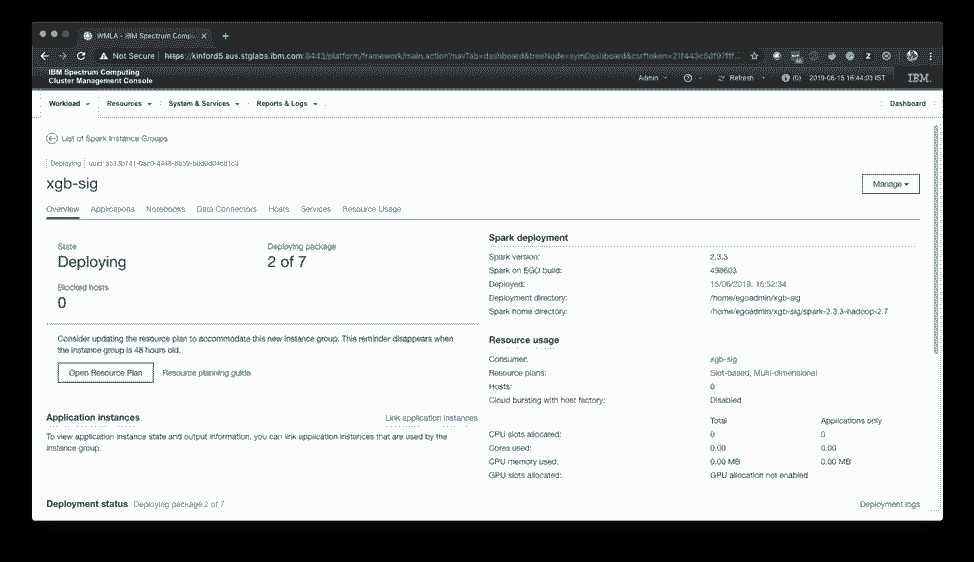 WMLA - IBM Spectrum Comp
Not Secure
https://kinford5.aus.stglabs.ibm.com:8443/platform/framework/main.action?navTab=dashboard&treeNode=symDashboard&csrftoken=
IBM Spectrum Computing
Cluster Management Console
Admin Refresh (0) 2019-06-15 16:44:03 IST IBM.
Workload Resources System & Services Reports & Logs Dashboard
List of Spark Instance Groups
Deploying uuid:
xgb-sig
Manage
Overview Applications Notebooks Data Connectors Hosts Services Resource Usage
State
Deploying
Deploying package
2 of 7
Blocked hosts
0
Consider updating the resource plan to accommodate this new instance group. This reminder disappears when
the instance group is 48 hours old.
Open Resource Plan Resource planning guide
Application instances Link application instances
To view application instance state and output information, you can link application instances that are used by the
instance group.
Spark deployment
Spark version: 2.3.3
Spark on EGO build: 498603
Deployed: 15/06/2019, 16:52:34
Deployment directory: /home/egoadmin/xgb-sig
Spark home directory: /home/egoadmin/xgb-sig/spark-2.3.3-hadoop-2.7
Resource usage
Consumer: xgb-sig
Resource plans: Slot-based, Multi-dimensional
Hosts: 0
Cloud bursting with host factory: Disabled
Total Applications only
CPU slots allocated: 0 0
Cores used: 0.00 0.00
CPU memory used: 0.00 MB 0.00 MB
GPU slots allocated: GPU allocation not enabled
Deployment status Deploying package 2 of 7 Deployment logs